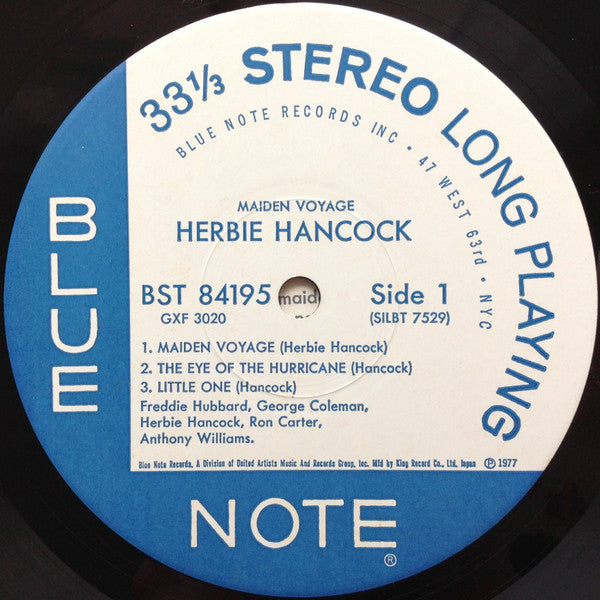 33⅓ STEREO LONG PLAYING
BLUE NOTE RECORDS INC • 47 WEST 63rd • NYC
MAIDEN VOYAGE
HERBIE HANCOCK
BST 84195 maid Side 1
GXF 3020 (SILBT 7529)
1. MAIDEN VOYAGE (Herbie Hancock)
2. THE EYE OF THE HURRICANE (Hancock)
3. LITTLE ONE (Hancock)
Freddie Hubbard, George Coleman,
Herbie Hancock, Ron Carter,
Anthony Williams.
Blue Note Records, A Division of United Artists Music And Records Group, Inc. Mfd by King Record Co., Ltd, Japan ℗ 1977
BLUE
NOTE®